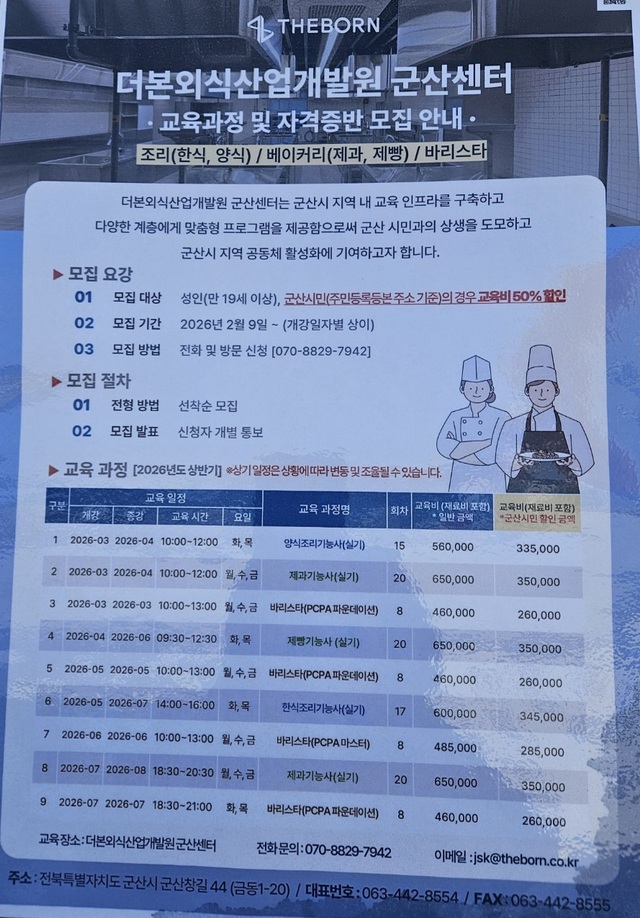 THEBORN
더본외식산업개발원 군산센터
· 교육과정 및 자격증반 모집 안내 ·
조리(한식, 양식) / 베이커리(제과, 제빵) / 바리스타
더본외식산업개발원 군산센터는 군산시 지역 내 교육 인프라를 구축하고
다양한 계층에게 맞춤형 프로그램을 제공함으로써 군산 시민과의 상생을 도모하고
군산시 지역 공동체 활성화에 기여하고자 합니다.
▶ 모집 요강
01 모집 대상 성인(만 19세 이상), 군산시민(주민등록등본 주소 기준)의 경우 교육비 50% 할인
02 모집 기간 2026년 2월 9일 ~ (개강일자별 상이)
03 모집 방법 전화 및 방문 신청 [070-8829-7942]
▶ 모집 절차
01 전형 방법 선착순 모집
02 모집 발표 신청자 개별 통보
▶ 교육 과정 [2026년도 상반기] ※상기 일정은 상황에 따라 변동 및 조율될 수 있습니다.
구분 교육 일정 교육 과정명 회차 교육비 (재료비 포함) 교육비(재료비 포함)
개강 종강 교육 시간 요일 * 일반 금액 *군산시민 할인 금액
1 2026-03 2026-04 10:00~12:00 화, 목 양식조리기능사(실기) 15 560,000 335,000
2 2026-03 2026-04 10:00~12:00 월, 수, 금 제과기능사(실기) 20 650,000 350,000
3 2026-03 2026-03 10:00~13:00 월, 수, 금 바리스타(PCPA 파운데이션) 8 460,000 260,000
4 2026-04 2026-06 09:30~12:30 화, 목 제빵기능사 (실기) 20 650,000 350,000
5 2026-05 2026-05 10:00~13:00 월, 수, 금 바리스타(PCPA 파운데이션) 8 460,000 260,000
6 2026-05 2026-07 14:00~16:00 화, 목 한식조리기능사(실기) 17 600,000 345,000
7 2026-06 2026-06 10:00~13:00 월, 수, 금 바리스타(PCPA 마스터) 8 485,000 285,000
8 2026-07 2026-08 18:30~20:30 월, 수, 금 제과기능사(실기) 20 650,000 350,000
9 2026-07 2026-07 18:30~21:00 화, 목 바리스타(PCPA 파운데이션) 8 460,000 260,000
교육장소 : 더본외식산업개발원 군산센터 전화 문의 : 070-8829-7942 이메일 : jsk@theborn.co.kr
주소 : 전북특별자치도 군산시 군산창길 44 (금동1-20) / 대표번호 : 063-442-8554 / FAX : 063-442-8555